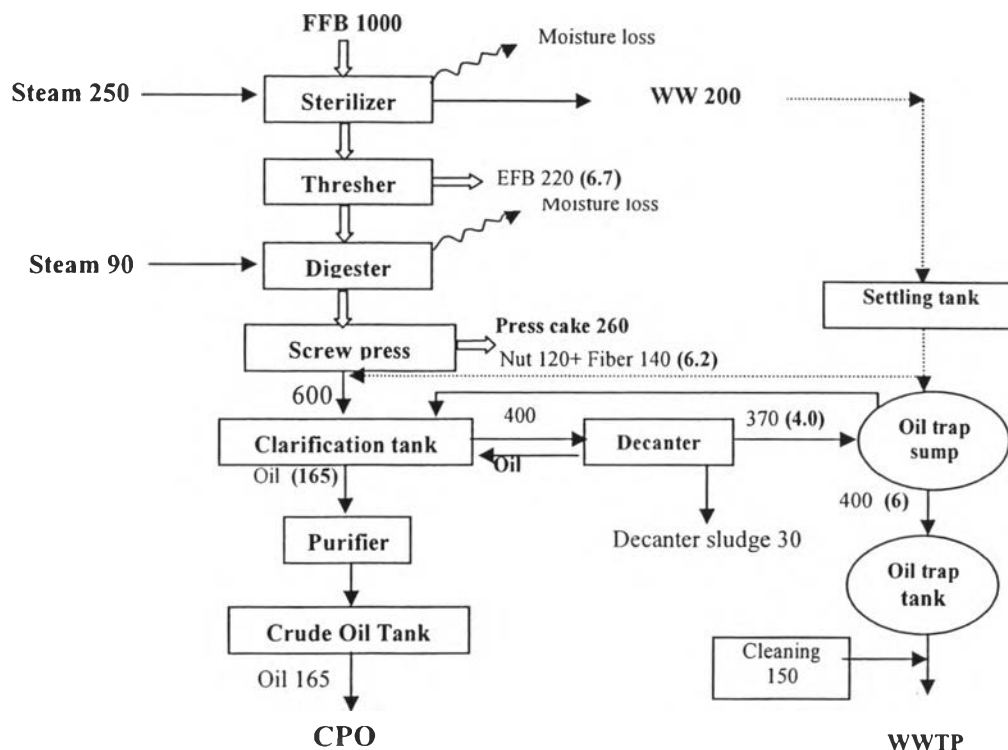 FFB 1000
Moisture loss
Steam 250
Sterilizer
WW 200
Thresher
EFB 220 (6.7)
Moisture loss
Steam 90
Digester
Settling tank
Press cake 260
Screw press
Nut 120+ Fiber 140 (6.2)
600
400
370 (4.0)
Oil trap
sump
Clarification tank
Decanter
Oil
Oil (165)
400 (6)
Decanter sludge 30
Purifier
Oil trap
tank
Crude Oil Tank
Cleaning
150
Oil 165
CPO
WWTP